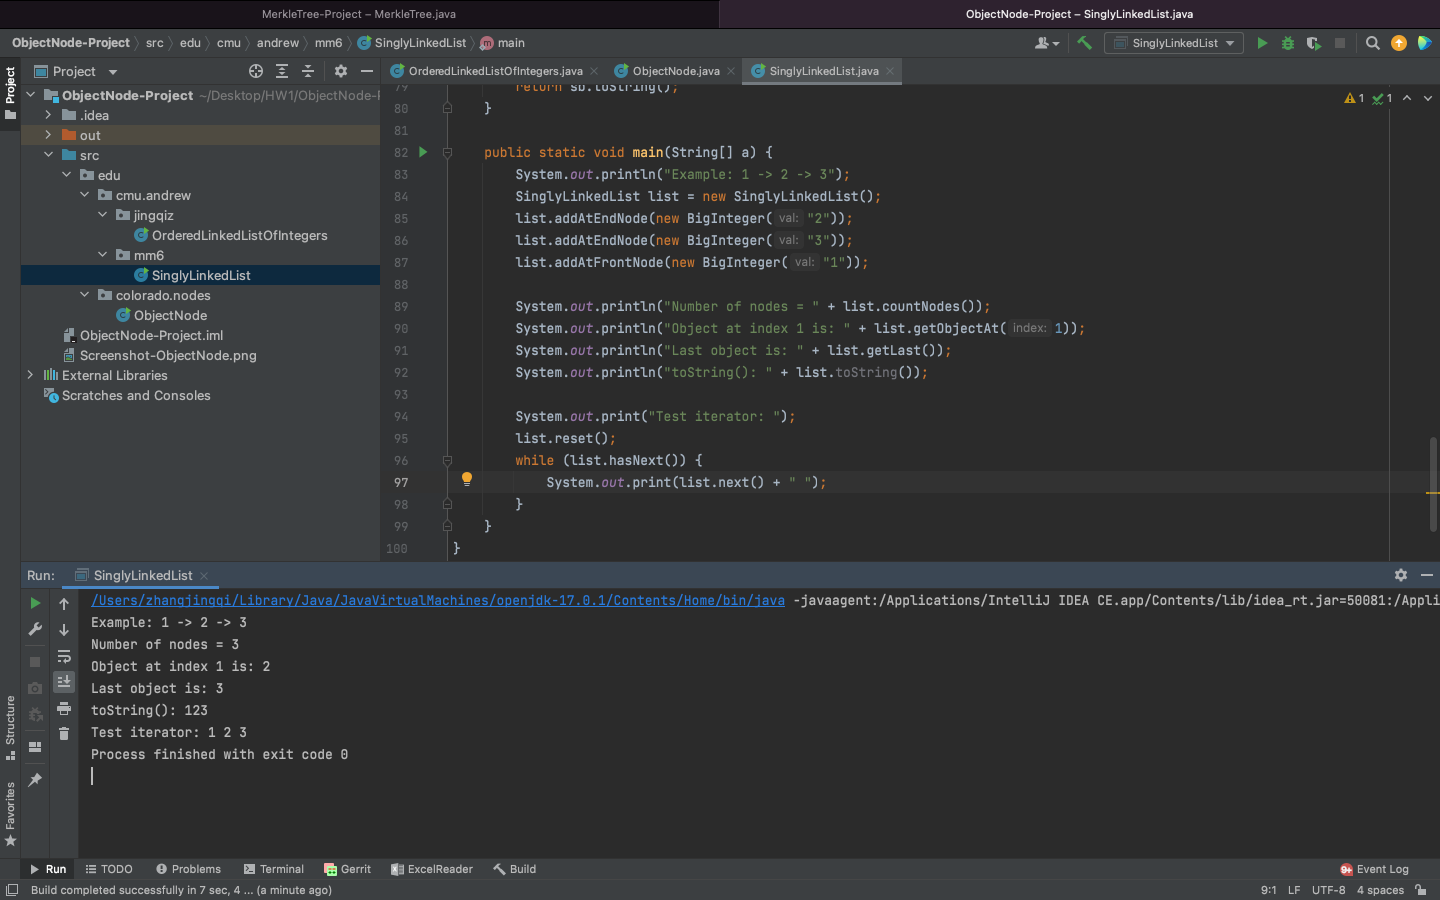 MerkleTree-Project – MerkleTree.java
ObjectNode-Project – SinglyLinkedList.java
ObjectNode-Project src edu cmu andrew mm6 SinglyLinkedList main
SinglyLinkedList
Project
Project
OrderedLinkedListOfIntegers.java
ObjectNode.java
SinglyLinkedList.java
ObjectNode-Project ~/Desktop/HW1/ObjectNode-P
.idea
out
src
edu
cmu.andrew
jingqiz
OrderedLinkedListOfIntegers
mm6
SinglyLinkedList
colorado.nodes
ObjectNode
ObjectNode-Project.iml
Screenshot-ObjectNode.png
External Libraries
Scratches and Consoles
1 1
79 return sb.toString();
80 }
81
82 public static void main(String[] a) {
83 System.out.println("Example: 1 -> 2 -> 3");
84 SinglyLinkedList list = new SinglyLinkedList();
85 list.addAtEndNode(new BigInteger( val: "2"));
86 list.addAtEndNode(new BigInteger( val: "3"));
87 list.addAtFrontNode(new BigInteger( val: "1"));
88
89 System.out.println("Number of nodes = " + list.countNodes());
90 System.out.println("Object at index 1 is: " + list.getObjectAt( index: 1));
91 System.out.println("Last object is: " + list.getLast());
92 System.out.println("toString(): " + list.toString());
93
94 System.out.print("Test iterator: ");
95 list.reset();
96 while (list.hasNext()) {
97 System.out.print(list.next() + " ");
98 }
99 }
100 }
Run: SinglyLinkedList
/Users/zhangjingqi/Library/Java/JavaVirtualMachines/openjdk-17.0.1/Contents/Home/bin/java -javaagent:/Applications/IntelliJ IDEA CE.app/Contents/lib/idea_rt.jar=50081:/Appli
Example: 1 -> 2 -> 3
Number of nodes = 3
Object at index 1 is: 2
Last object is: 3
toString(): 123
Test iterator: 1 2 3
Process finished with exit code 0
Structure
Favorites
Run TODO Problems Terminal Gerrit ExcelReader Build
9+ Event Log
Build completed successfully in 7 sec, 4 ... (a minute ago)
9:1 LF UTF-8 4 spaces